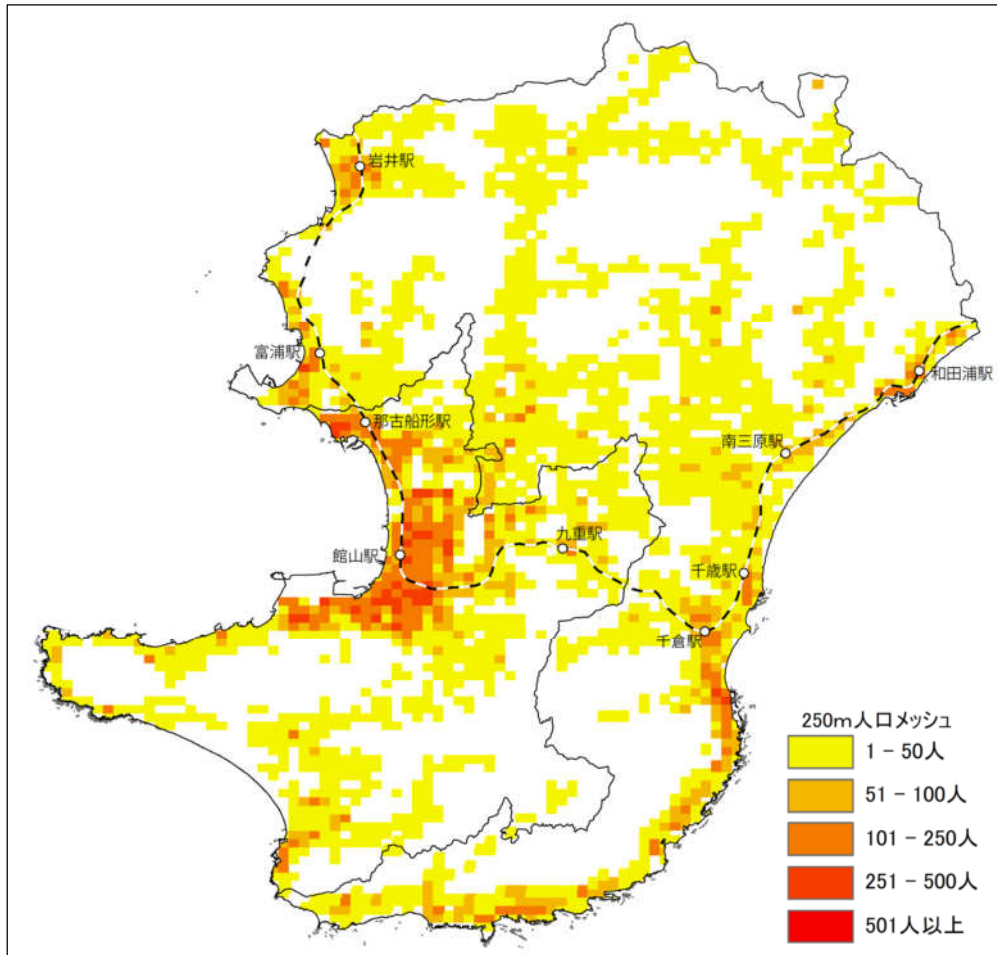 岩井駅
富浦駅
和田浦駅
那古船形駅
南三原駅
九重駅
館山駅
千歳駅
千倉駅
250m人口メッシュ
1 - 50人
51 - 100人
101 - 250人
251 - 500人
501人以上